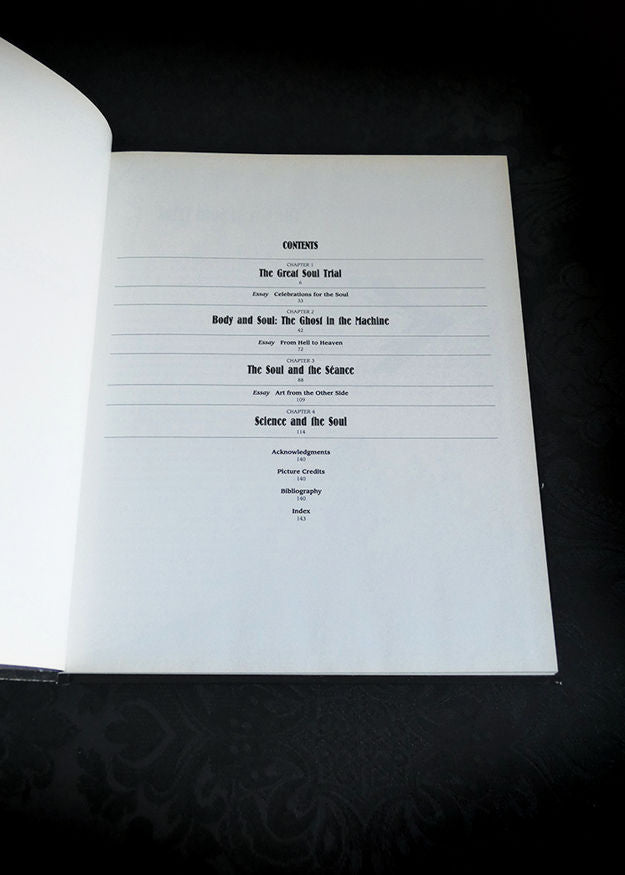 CONTENTS
CHAPTER 1
The Great Soul Trial
6
Essay Celebrations for the Soul
33
CHAPTER 2
Body and Soul: The Ghost in the Machine
42
Essay From Hell to Heaven
72
CHAPTER 3
The Soul and the Séance
88
Essay Art from the Other Side
109
CHAPTER 4
Science and the Soul
114
Acknowledgments
140
Picture Credits
140
Bibliography
140
Index
143